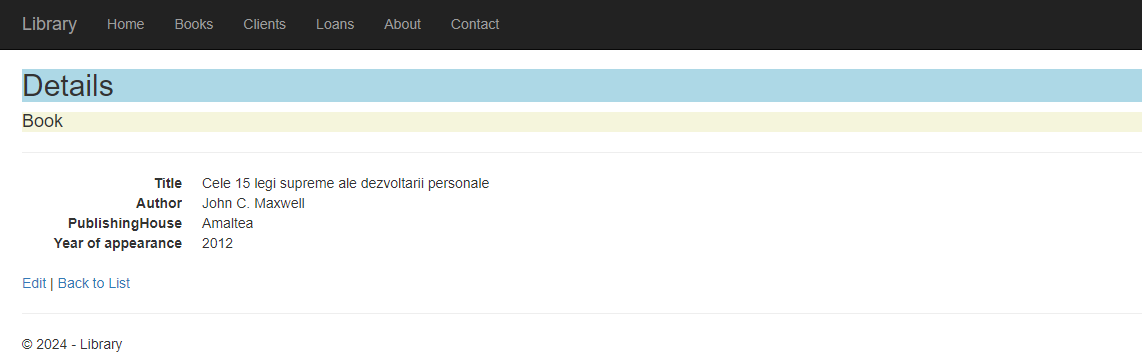 Library Home Books Clients Loans About Contact
Details
Book
Title Cele 15 legi supreme ale dezvoltarii personale
Author John C. Maxwell
PublishingHouse Amaltea
Year of appearance 2012
Edit | Back to List
© 2024 - Library